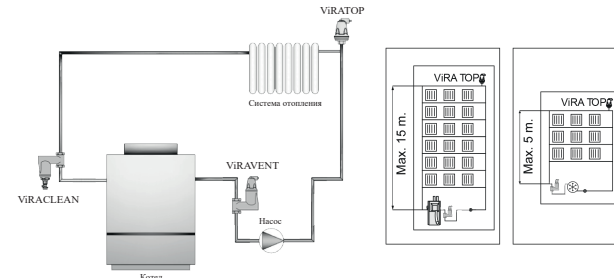 ViRATOP
Система отопления
ViRACLEAN
ViRAVENT
Насос
Котел
ViRA TOP
Max. 15 m.
ViRA TOP
Max. 5 m.